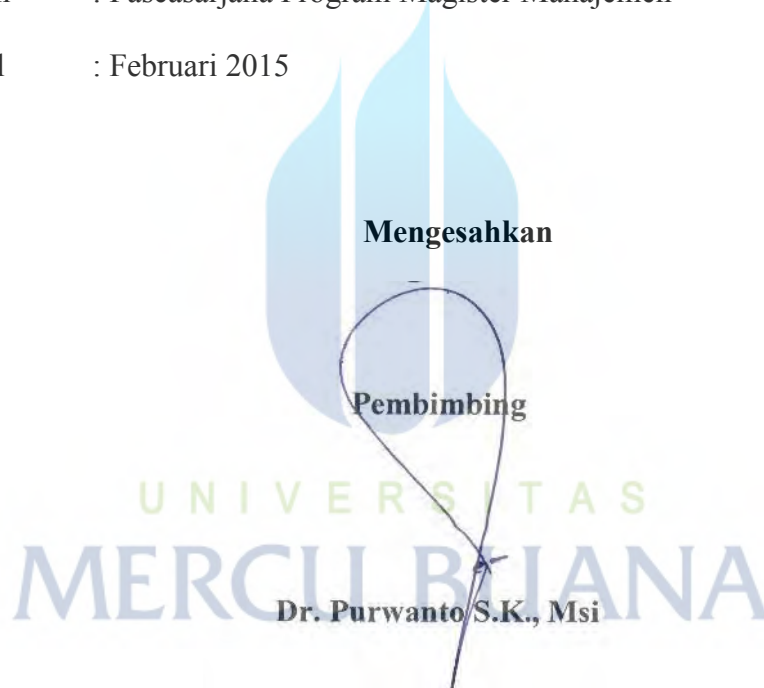 : Pascasarjana Program Magister Manajemen
: Februari 2015
Mengesahkan
Pembimbing
UNIVERSITAS
MERCU BUANA
Dr. Purwanto S.K., Msi